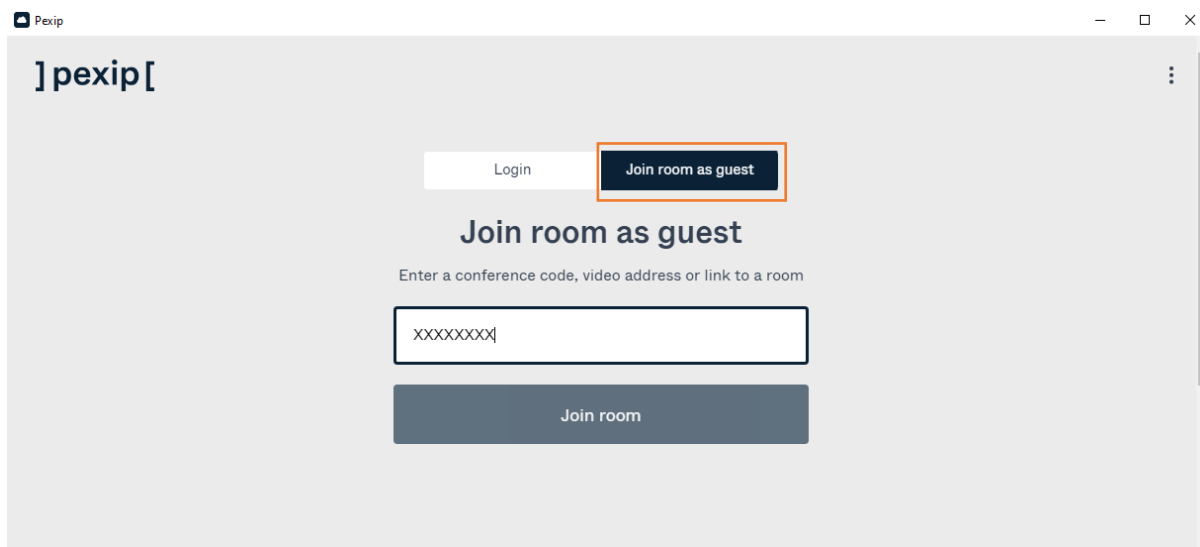 Pexip
]pexip[
Login
Join room as guest
Join room as guest
Enter a conference code, video address or link to a room
XXXXXXXX
Join room